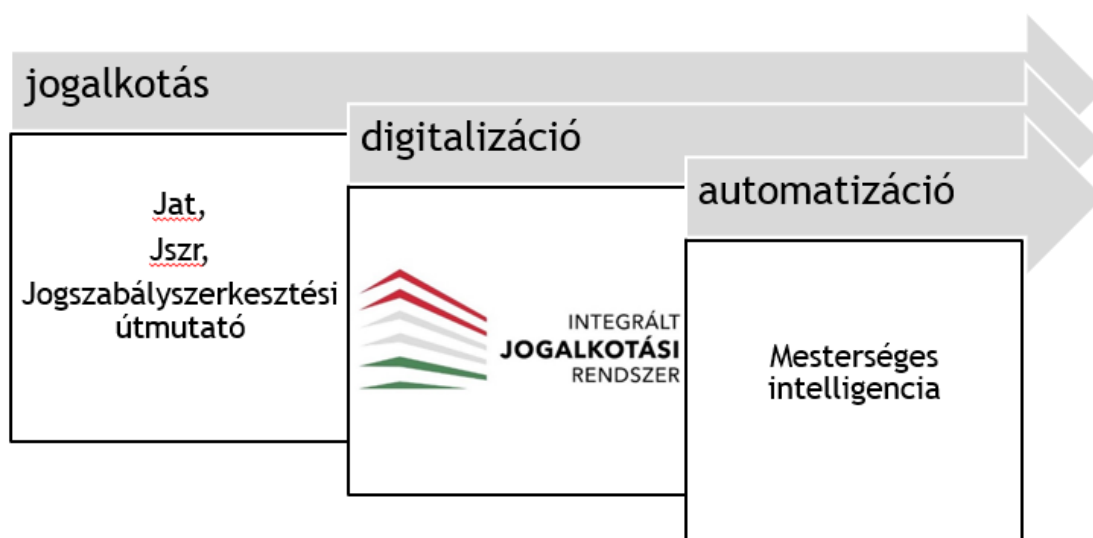 jogalkotás
digitalizáció
automatizáció
Jat,
Jszr,
Jogszabályszerkesztési
útmutató
INTEGRÁLT
JOGALKOTÁSI
RENDSZER
Mesterséges
intelligencia